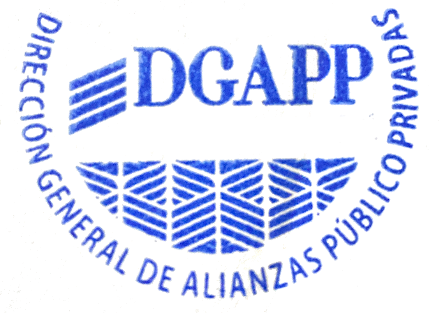 DGAPP
DIRECCIÓN GENERAL DE ALIANZAS PÚBLICO PRIVADAS